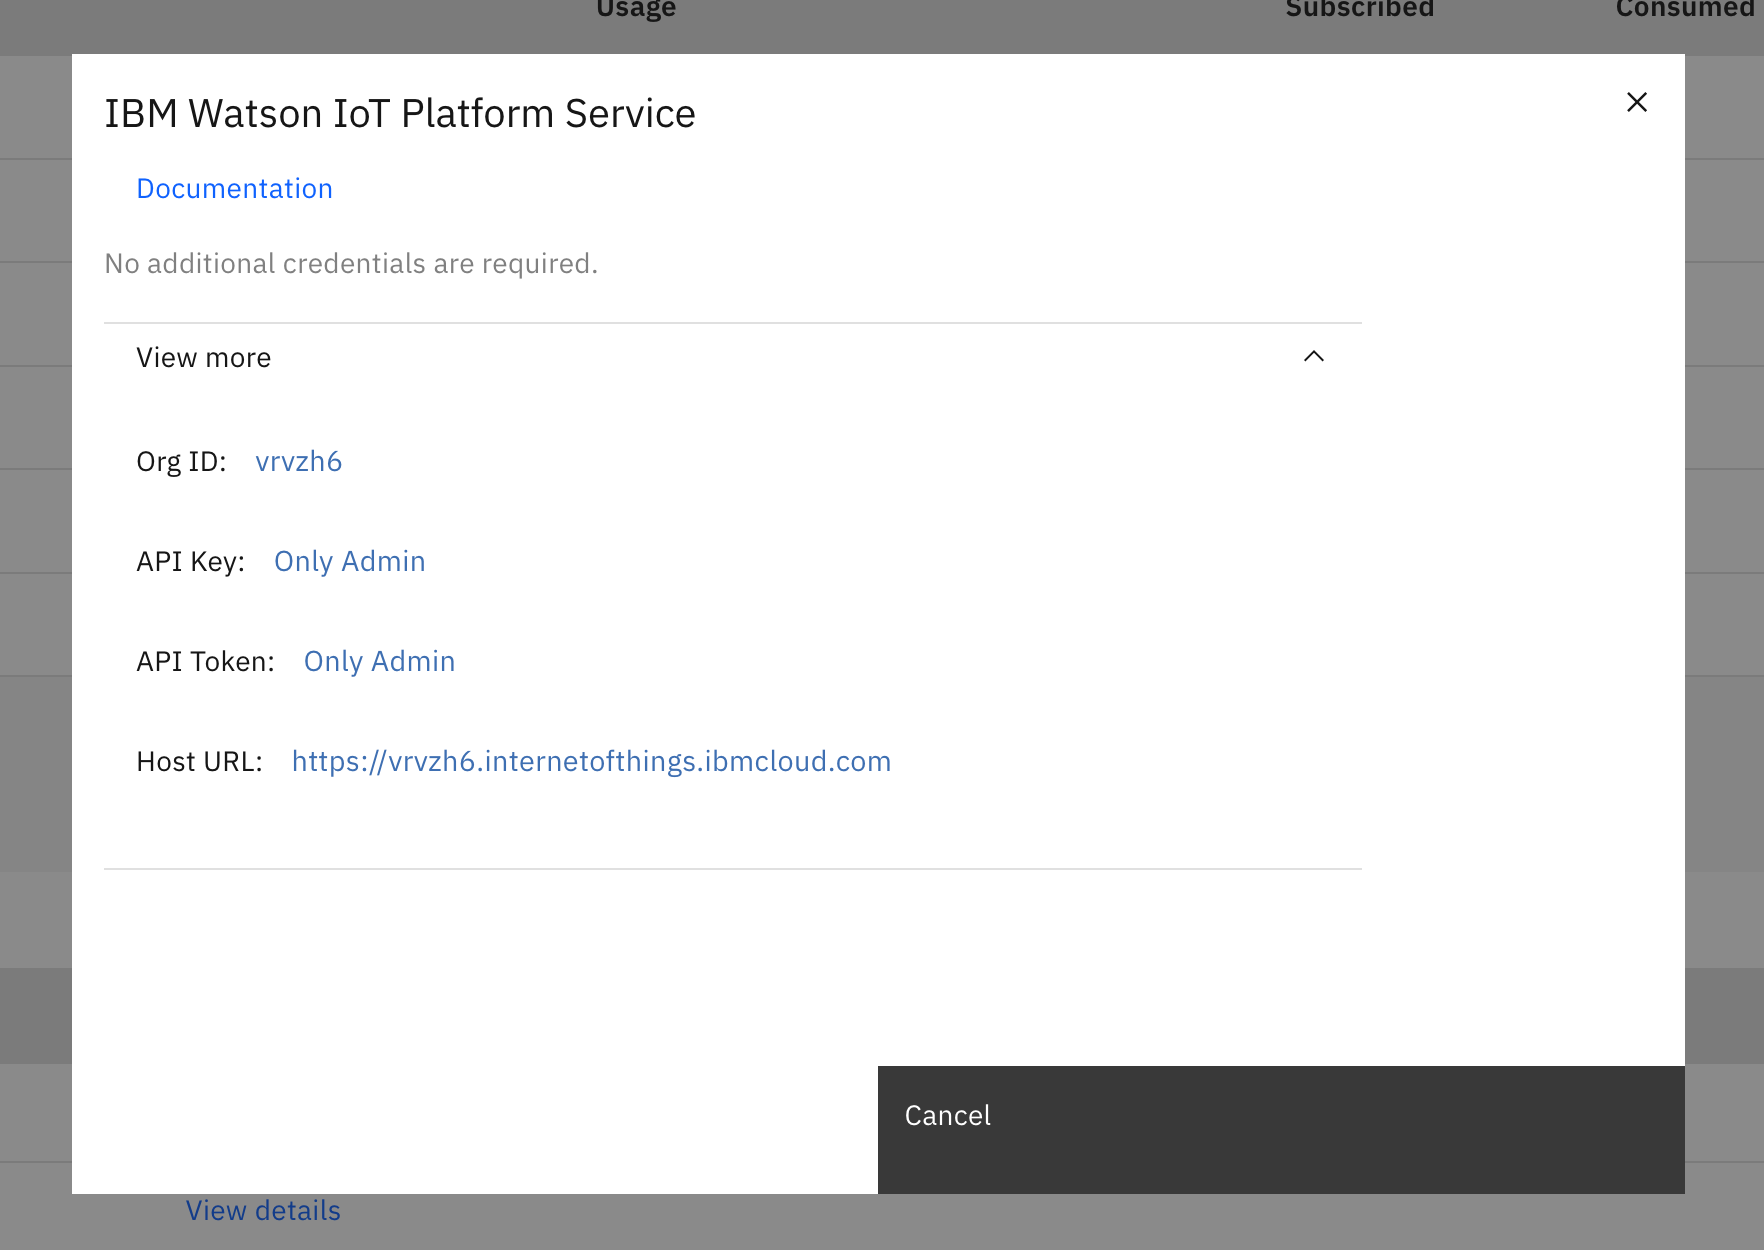 Usage Subscribed Consumed
IBM Watson IoT Platform Service
Documentation
No additional credentials are required.
View more
Org ID: vrvzh6
API Key: Only Admin
API Token: Only Admin
Host URL: https://vrvzh6.internetofthings.ibmcloud.com
Cancel
View details